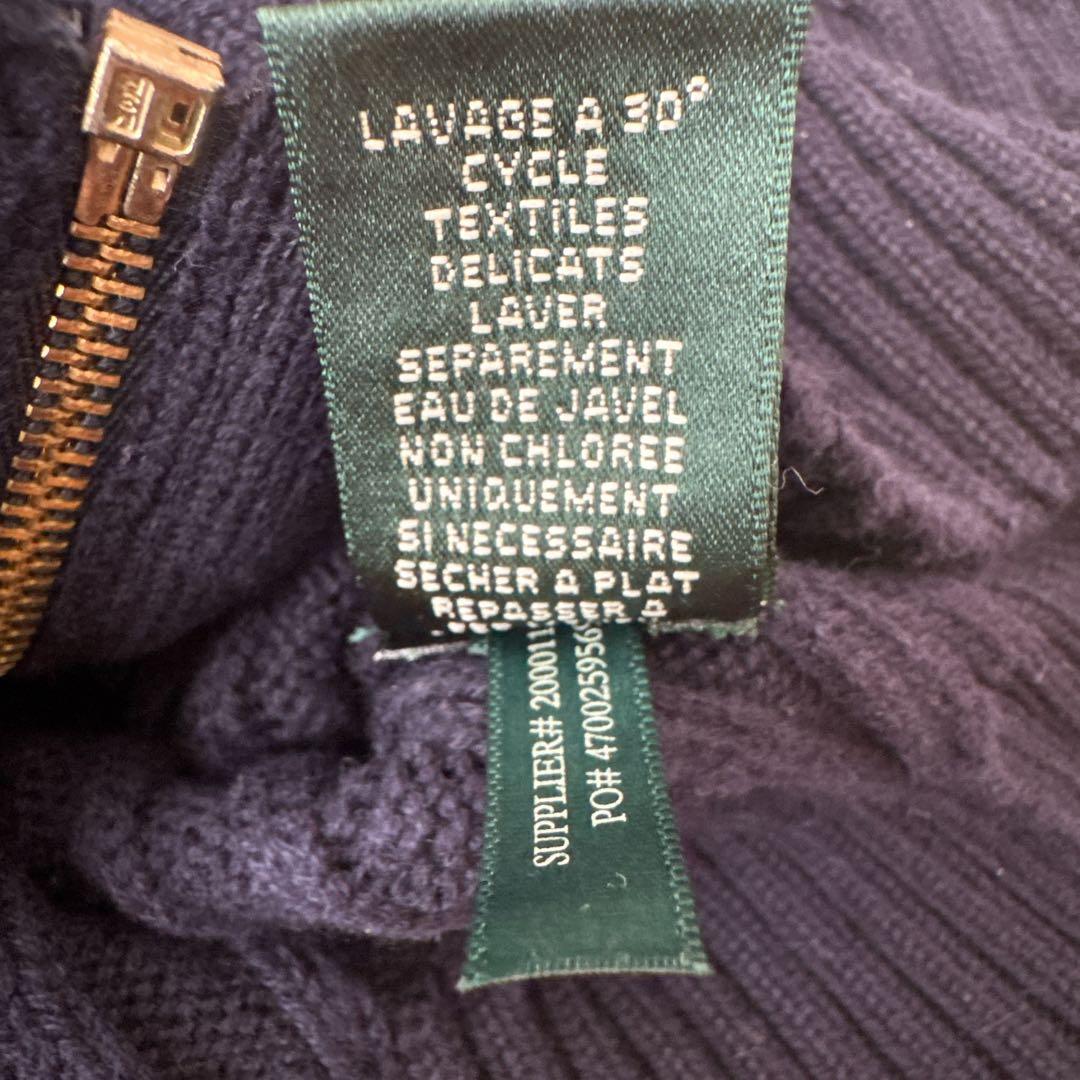 LAVAGE A 30°
CYCLE
TEXTILES
DELICATS
LAVER
SEPAREMENT
EAU DE JAVEL
NON CHLOREE
UNIQUEMENT
SI NECESSAIRE
SECHER A PLAT
REPASSER A
SUPPLIER# 200011
PO# 470025956